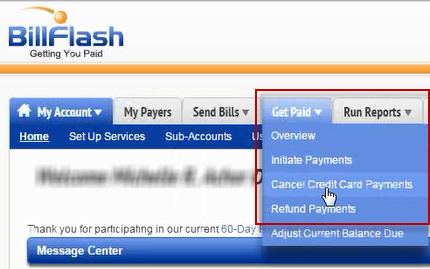 BillFlash
Getting You Paid
My Account My Payers Send Bills Get Paid Run Reports
Home Set Up Services Sub-Accounts
Overview
Initiate Payments
Cancel Credit Card Payments
Refund Payments
Adjust Current Balance Due
Thank you for participating in our current 60-Day
Message Center